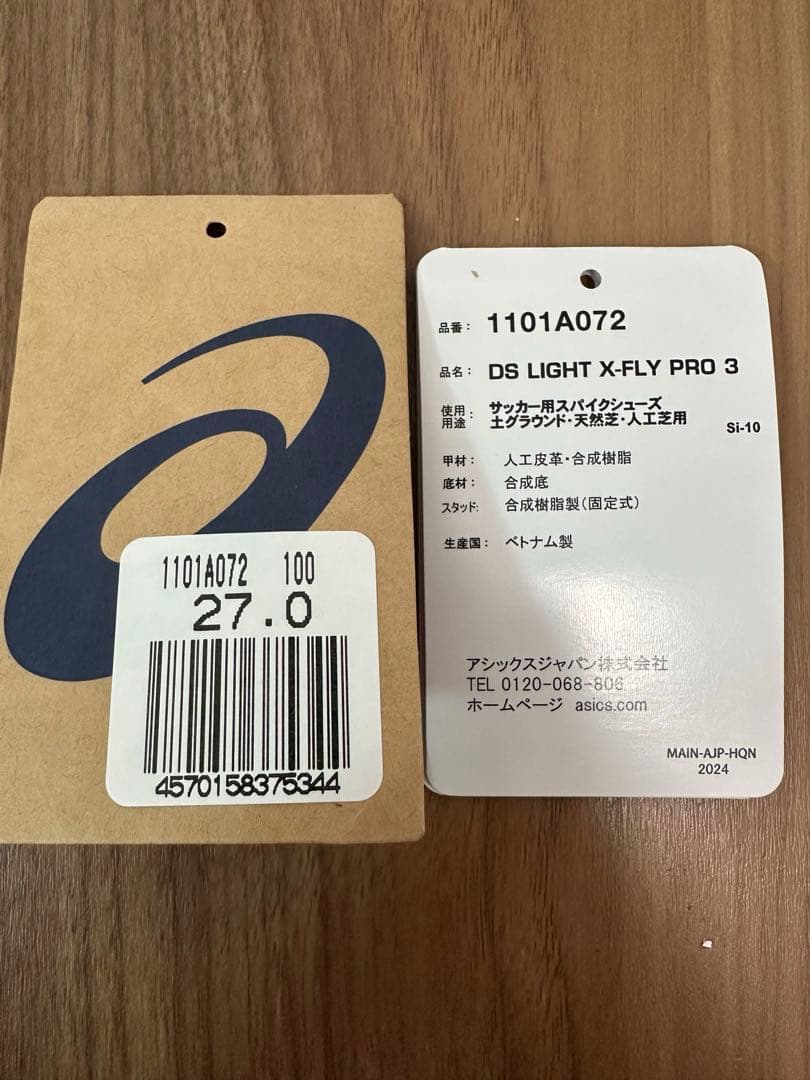 1101A072 100
27.0
4570158375344
品番: 1101A072
品名: DS LIGHT X-FLY PRO 3
使用用途: サッカー用スパイクシューズ
土グラウンド・天然芝・人工芝用
Si-10
甲材: 人工皮革・合成樹脂
底材: 合成底
スタッド: 合成樹脂製(固定式)
生産国: ベトナム製
アシックスジャパン株式会社
TEL 0120-068-806
ホームページ asics.com
MAIN-AJP-HQN
2024